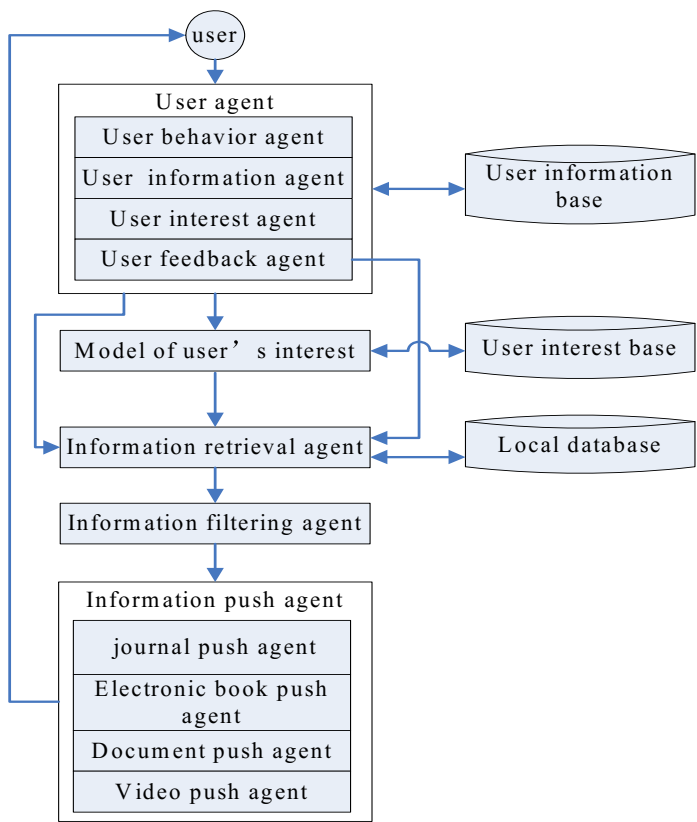 user
User agent
User behavior agent
User information agent
User interest agent
User feedback agent
User information
base
Model of user’s interest
User interest base
Information retrieval agent
Local database
Information filtering agent
Information push agent
journal push agent
Electronic book push
agent
Document push agent
Video push agent